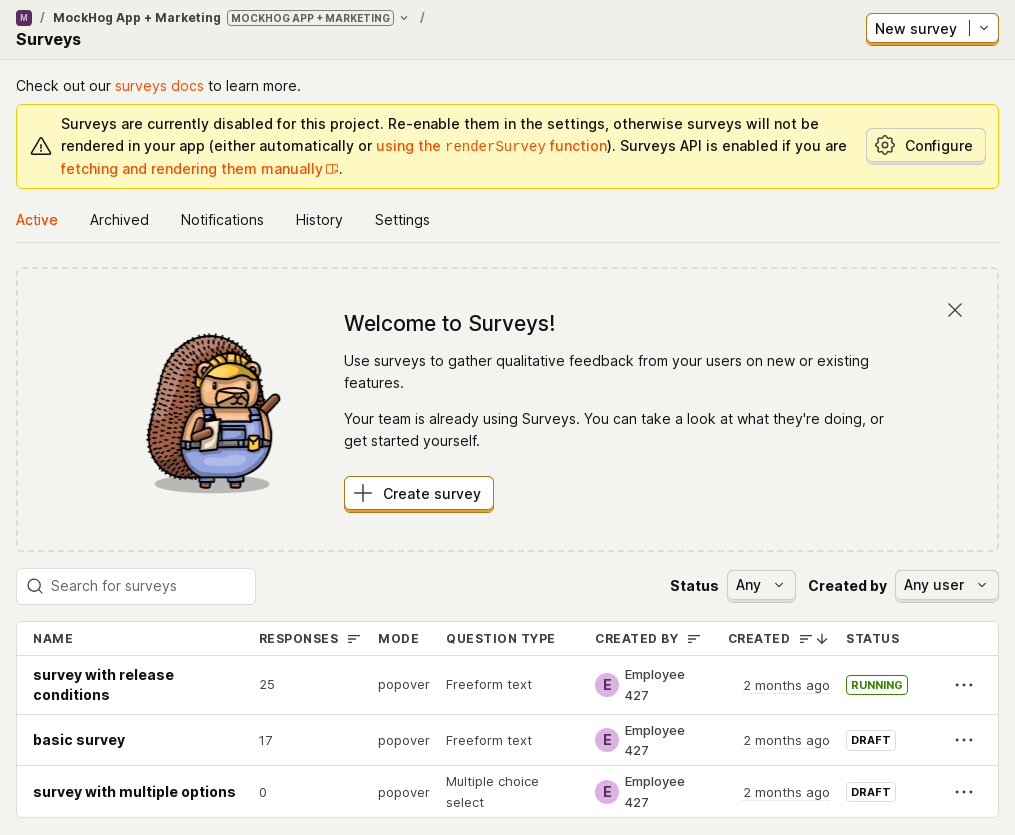 M / MockHog App + Marketing MOCKHOG APP + MARKETING /
Surveys
New survey
Check out our surveys docs to learn more.
Surveys are currently disabled for this project. Re-enable them in the settings, otherwise surveys will not be
rendered in your app (either automatically or using the renderSurvey function). Surveys API is enabled if you are
fetching and rendering them manually.
Configure
Active Archived Notifications History Settings
Welcome to Surveys!
Use surveys to gather qualitative feedback from your users on new or existing
features.
Your team is already using Surveys. You can take a look at what they're doing, or
get started yourself.
Create survey
Search for surveys
Status Any Created by Any user
NAME RESPONSES MODE QUESTION TYPE CREATED BY CREATED STATUS
survey with release
conditions
25 popover Freeform text E Employee
427
2 months ago RUNNING
basic survey 17 popover Freeform text E Employee
427
2 months ago DRAFT
survey with multiple options 0 popover Multiple choice
select
E Employee
427
2 months ago DRAFT